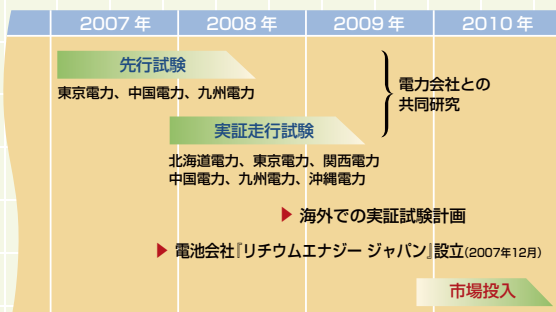 2007年 2008年 2009年 2010年
先行試験
東京電力、中国電力、九州電力
電力会社との
共同研究
実証走行試験
北海道電力、東京電力、関西電力
中国電力、九州電力、沖縄電力
海外での実証試験計画
電池会社『リチウムエナジー ジャパン』設立(2007年12月)
市場投入